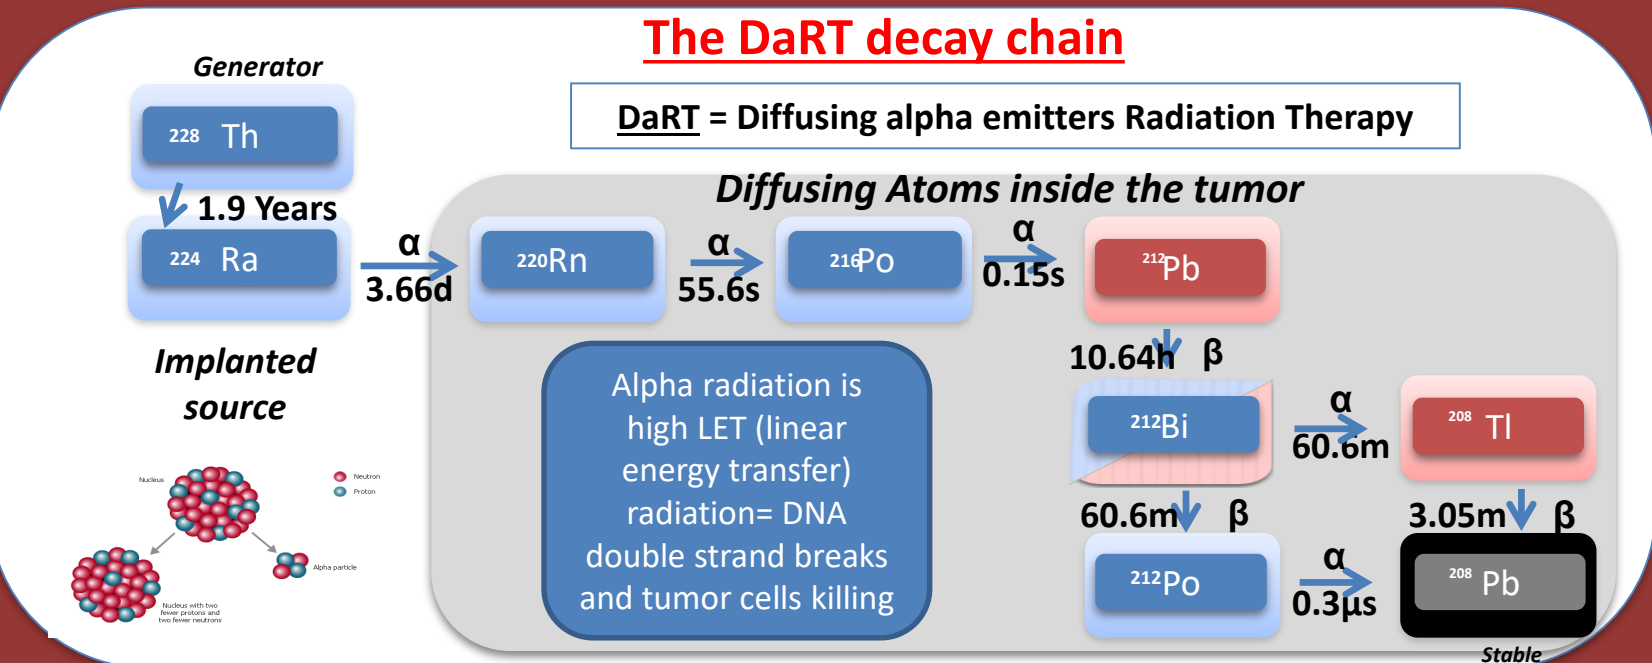 The DaRT decay chain
Generator
DaRT = Diffusing alpha emitters Radiation Therapy
228 Th
1.9 Years
224 Ra
Diffusing Atoms inside the tumor
α
3.66d
220Rn
α
55.6s
216Po
α
0.15s
212Pb
10.64h β
Implanted
source
Alpha radiation is
high LET (linear
energy transfer)
radiation= DNA
double strand breaks
and tumor cells killing
212Bi
α
60.6m
208 Tl
60.6m β
3.05m β
212Po
α
0.3µs
208 Pb
Stable
Nucleus
Neutron
Proton
Alpha particle
Nucleus with two
fewer protons and
two fewer neutrons